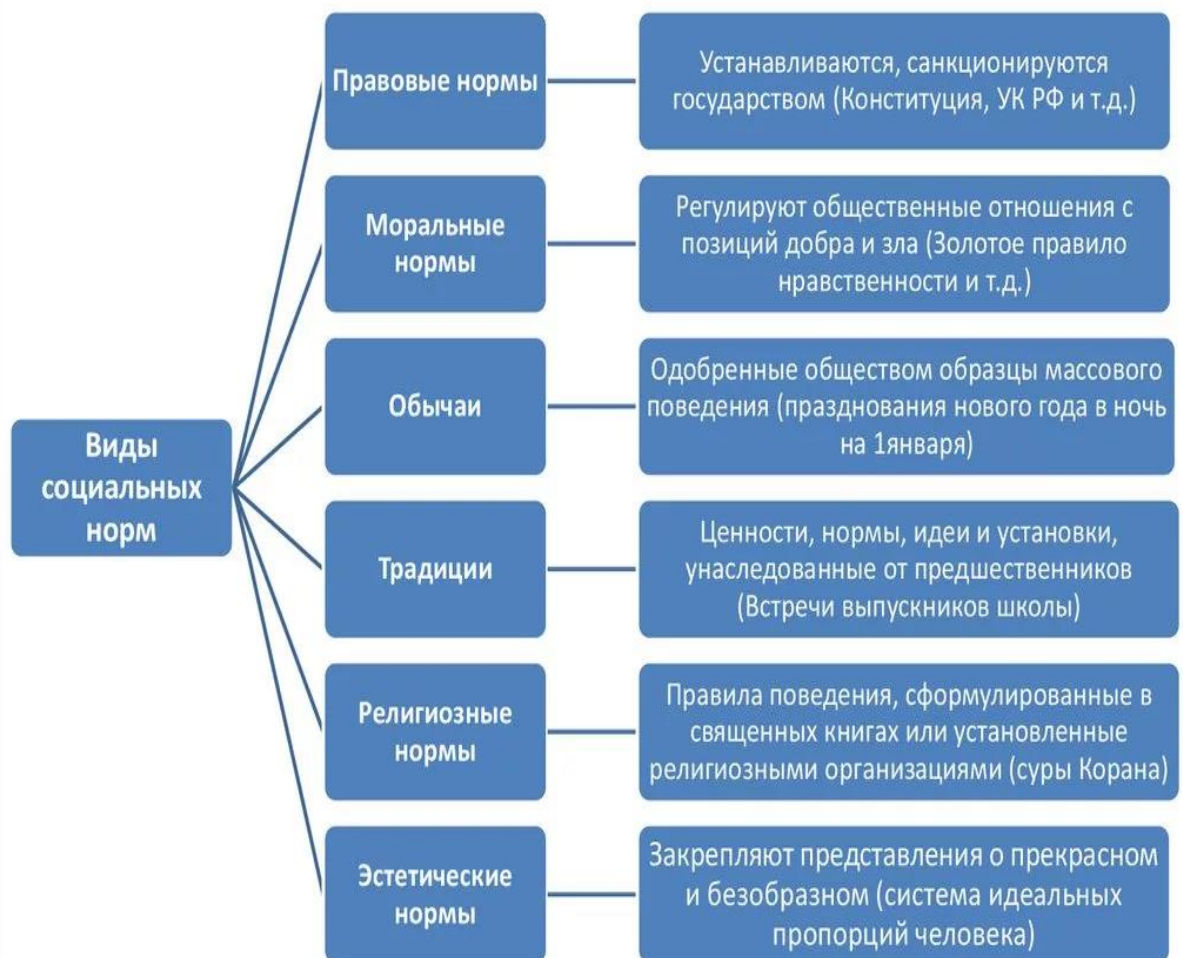 Виды
социальных
норм
Правовые нормы
Устанавливаются, санкционируются
государством (Конституция, УК РФ и т.д.)
Моральные
нормы
Регулируют общественные отношения с
позиций добра и зла (Золотое правило
нравственности и т.д.)
Обычаи
Одобренные обществом образцы массового
поведения (празднования нового года в ночь
на 1января)
Традиции
Ценности, нормы, идеи и установки,
унаследованные от предшественников
(Встречи выпускников школы)
Религиозные
нормы
Правила поведения, сформулированные в
священных книгах или установленные
религиозными организациями (суры Корана)
Эстетические
нормы
Закрепляют представления о прекрасном
и безобразном (система идеальных
пропорций человека)